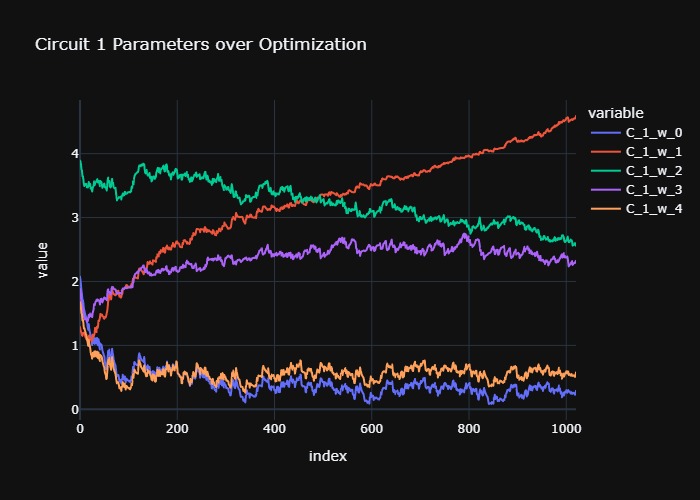 Circuit 1 Parameters over Optimization
variable
C_1_w_0
C_1_w_1
C_1_w_2
C_1_w_3
C_1_w_4
4
3
2
1
0
value
0 200 400 600 800 1000
index